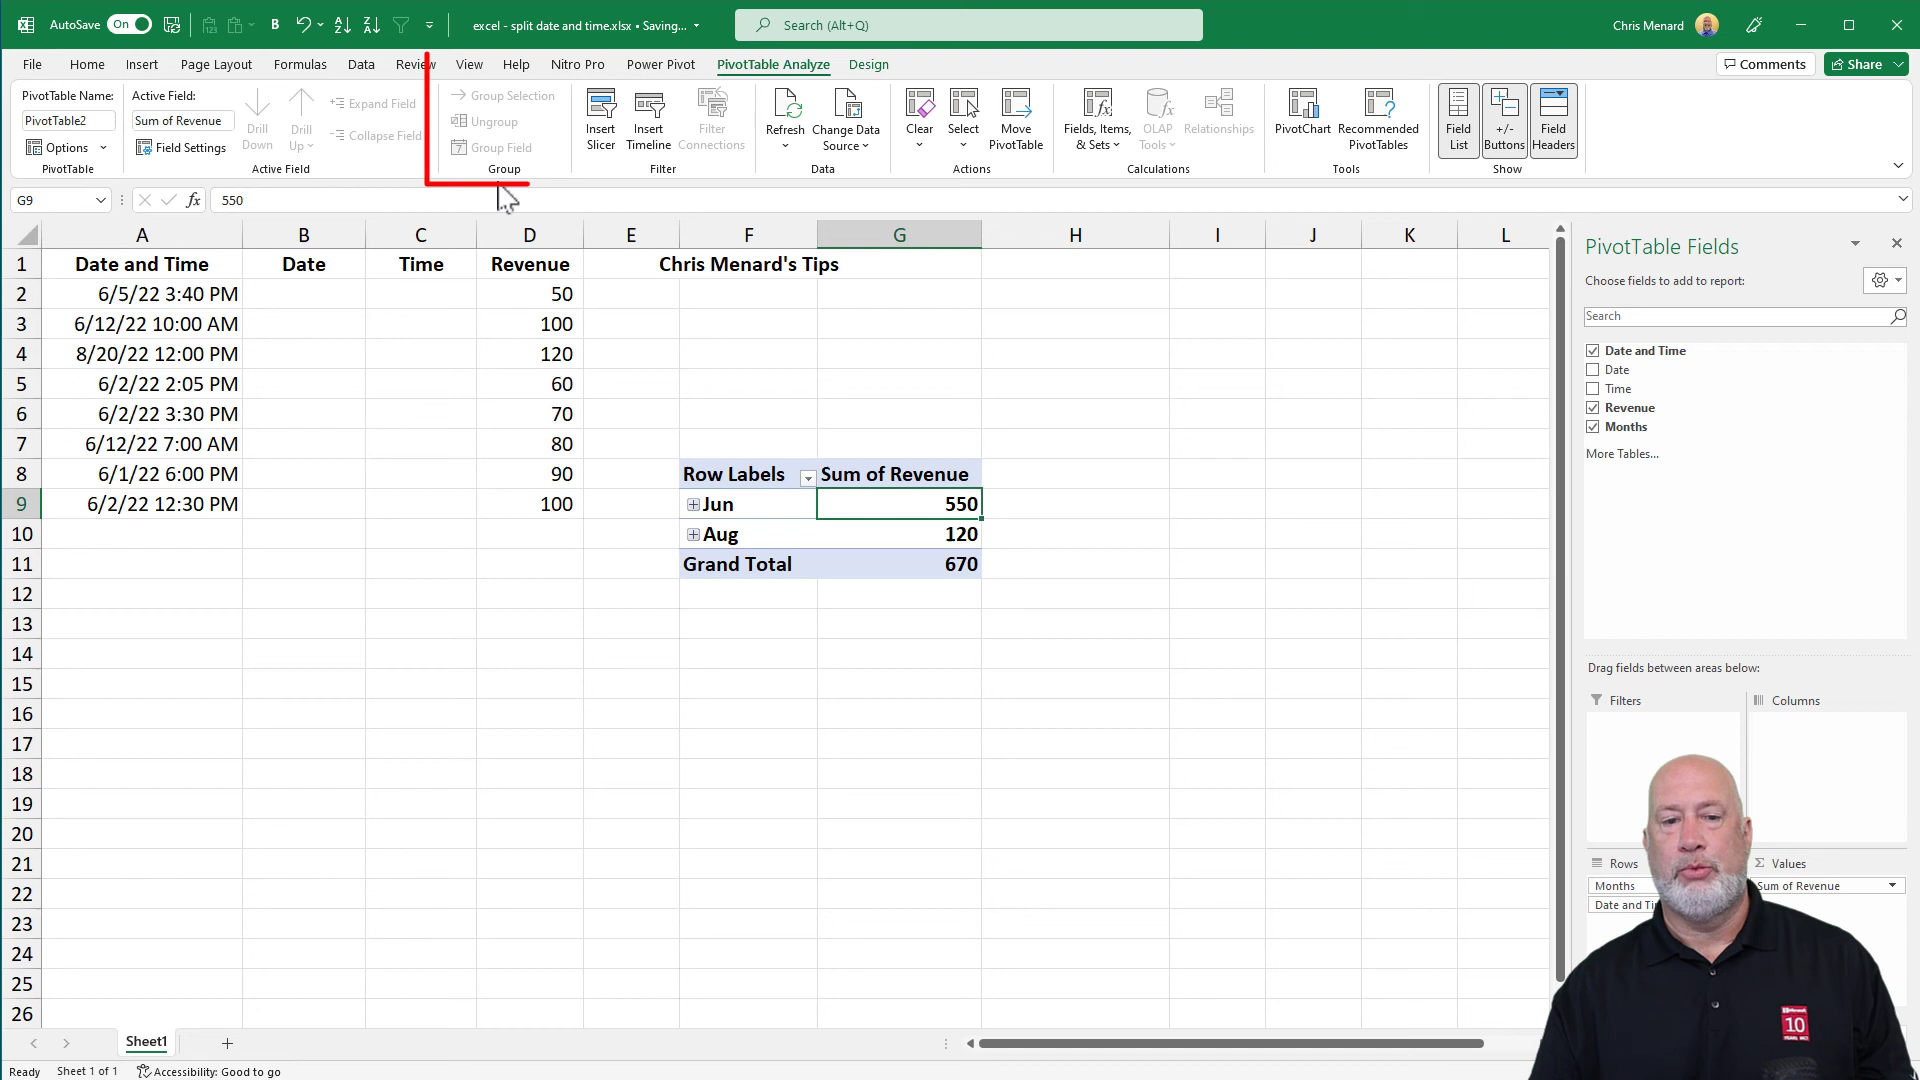 AutoSave On B excel - split date and time.xlsx • Saving... Search (Alt+Q) Chris Menard
File Home Insert Page Layout Formulas Data Review View Help Nitro Pro Power Pivot PivotTable Analyze Design Comments Share
PivotTable Name:
PivotTable2
Options
PivotTable
Active Field:
Sum of Revenue
Field Settings
Drill Down
Drill Up
Expand Field
Collapse Field
Active Field
Group Selection
Ungroup
Group Field
Group
Insert Slicer
Insert Timeline
Filter Connections
Filter
Refresh
Change Data Source
Data
Clear
Select
Move PivotTable
Actions
Fields, Items, & Sets
OLAP Tools
Relationships
Calculations
PivotChart
Recommended PivotTables
Tools
Field List
+/- Buttons
Field Headers
Show
G9 fx 550
A B C D E F G H I J K L
1 Date and Time Date Time Revenue Chris Menard's Tips
2 6/5/22 3:40 PM 50
3 6/12/22 10:00 AM 100
4 8/20/22 12:00 PM 120
5 6/2/22 2:05 PM 60
6 6/2/22 3:30 PM 70
7 6/12/22 7:00 AM 80
8 6/1/22 6:00 PM 90 Row Labels Sum of Revenue
9 6/2/22 12:30 PM 100 Jun 550
10 Aug 120
11 Grand Total 670
12
13
14
15
16
17
18
19
20
21
22
23
24
25
26
PivotTable Fields
Choose fields to add to report:
Search
Date and Time
Date
Time
Revenue
Months
More Tables...
Drag fields between areas below:
Filters Columns
Rows Values
Months Sum of Revenue
Date and Ti
10
Sheet1
Ready Sheet 1 of 1 Accessibility: Good to go